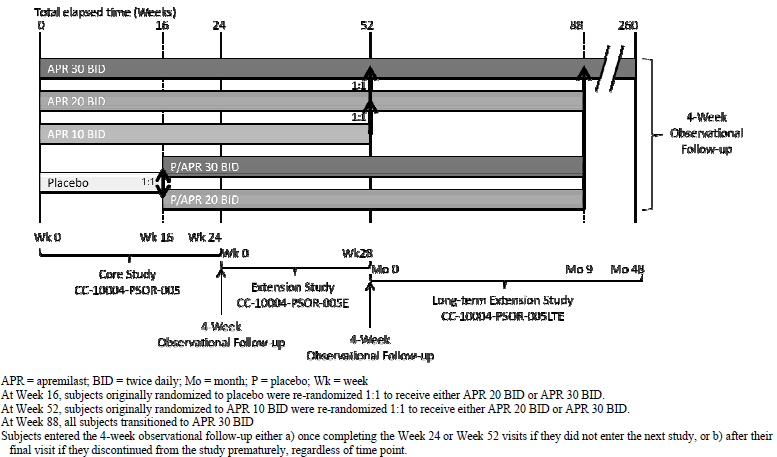 Total elapsed time (Weeks)
0 16 24 52 88 260
APR 30 BID
1:1
APR 20 BID
1:1
APR 10 BID
P/APR 30 BID
Placebo 1:1
P/APR 20 BID
4-Week
Observational
Follow-up
Wk 0 Wk 16 Wk 24
Wk 0 Wk28
Mo 0 Mo 9 Mo 48
Core Study
CC-10004-PSOR-005
Extension Study
CC-10004-PSOR-005E
Long-term Extension Study
CC-10004-PSOR-005LTE
4-Week
Observational Follow-up
4-Week
Observational Follow-up
APR = apremilast; BID = twice daily; Mo = month; P = placebo; Wk = week
At Week 16, subjects originally randomized to placebo were re-randomized 1:1 to receive either APR 20 BID or APR 30 BID.
At Week 52, subjects originally randomized to APR 10 BID were re-randomized 1:1 to receive either APR 20 BID or APR 30 BID.
At Week 88, all subjects transitioned to APR 30 BID
Subjects entered the 4-week observational follow-up either a) once completing the Week 24 or Week 52 visits if they did not enter the next study, or b) after their
final visit if they discontinued from the study prematurely, regardless of time point.